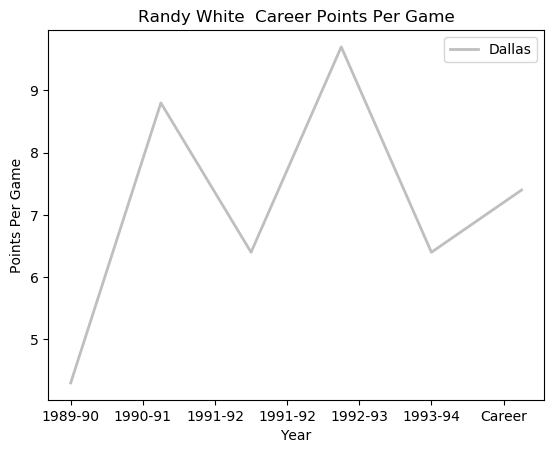 Randy White  Career Points Per Game
Dallas
Points Per Game
9
8
7
6
5
1989-90 1990-91 1991-92 1991-92 1992-93 1993-94 Career
Year